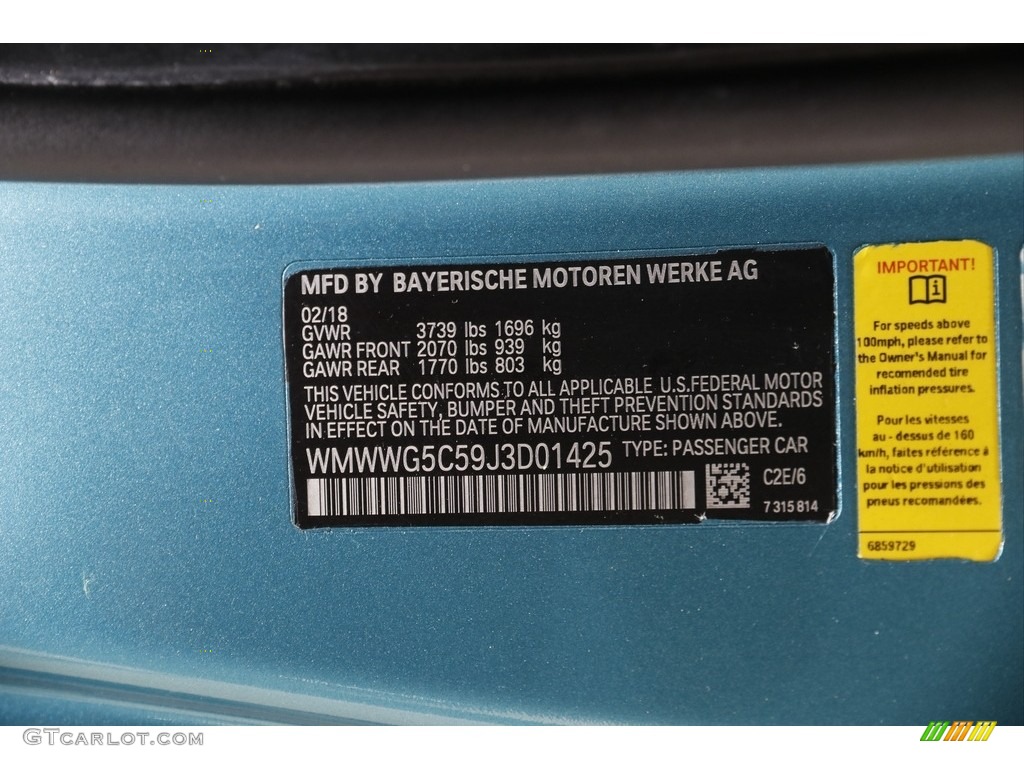 MFD BY BAYERISCHE MOTOREN WERKE AG
02/18
GVWR 3739 lbs 1696 kg
GAWR FRONT 2070 lbs 939 kg
GAWR REAR 1770 lbs 803 kg
THIS VEHICLE CONFORMS TO ALL APPLICABLE U.S.FEDERAL MOTOR
VEHICLE SAFETY, BUMPER AND THEFT PREVENTION STANDARDS
IN EFFECT ON THE DATE OF MANUFACTURE SHOWN ABOVE.
WMWWG5C59J3D01425 TYPE: PASSENGER CAR
C2E/6
7 315 814
IMPORTANT!
For speeds above
100mph, please refer to
the Owner's Manual for
recomended tire
inflation pressures.
Pour les vitesses
au - dessus de 160
km/h, faites référence à
la notice d'utilisation
pour les pressions des
pneus recomandées.
6859729
GTcarlot.com